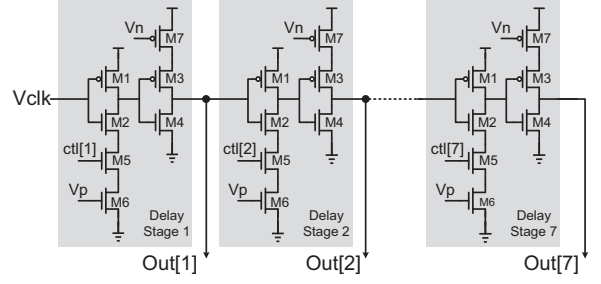 Vn
M7
Vn
M7
Vn
M7
M1
M3
M1
M3
M1
M3
Vclk
M2
M4
M2
M4
M2
M4
ctl[1]
M5
ctl[2]
M5
ctl[7]
M5
Vp
M6
Vp
M6
Vp
M6
Delay
Stage 1
Delay
Stage 2
Delay
Stage 7
Out[1]
Out[2]
Out[7]